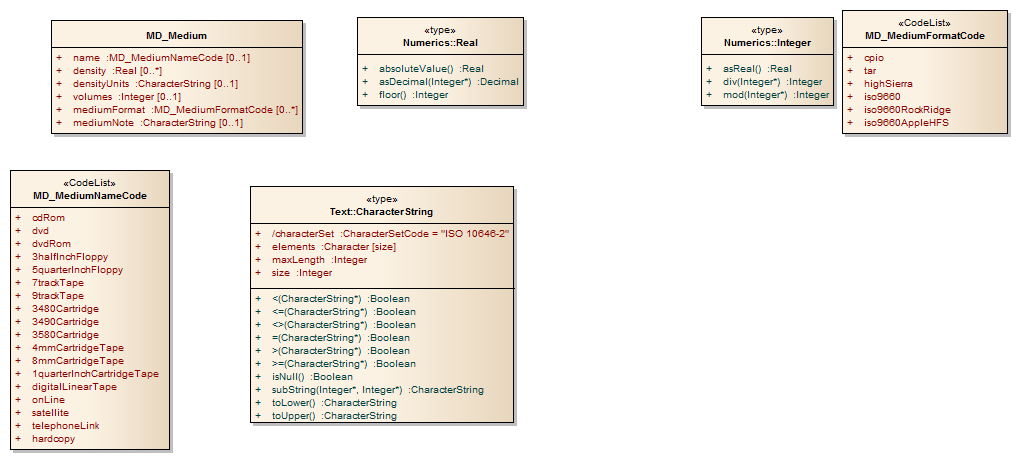 MD_Medium
+ name :MD_MediumNameCode [0..1]
+ density :Real [0..*]
+ densityUnits :CharacterString [0..1]
+ volumes :Integer [0..1]
+ mediumFormat :MD_MediumFormatCode [0..*]
+ mediumNote :CharacterString [0..1]
«type»
Numerics::Real
+ absoluteValue() :Real
+ asDecimal(Integer*) :Decimal
+ floor() :Integer
«type»
Numerics::Integer
+ asReal() :Real
+ div(Integer*) :Integer
+ mod(Integer*) :Integer
«CodeList»
MD_MediumFormatCode
+ cpio
+ tar
+ highSierra
+ iso9660
+ iso9660RockRidge
+ iso9660AppleHFS
«CodeList»
MD_MediumNameCode
+ cdRom
+ dvd
+ dvdRom
+ 3halfInchFloppy
+ 5quarterInchFloppy
+ 7trackTape
+ 9trackTape
+ 3480Cartridge
+ 3490Cartridge
+ 3580Cartridge
+ 4mmCartridgeTape
+ 8mmCartridgeTape
+ 1quarterInchCartridgeTape
+ digitalLinearTape
+ onLine
+ satellite
+ telephoneLink
+ hardcopy
«type»
Text::CharacterString
+ /characterSet :CharacterSetCode = "ISO 10646-2"
+ elements :Character [size]
+ maxLength :Integer
+ size :Integer
+ <(CharacterString*) :Boolean
+ <=(CharacterString*) :Boolean
+ <>(CharacterString*) :Boolean
+ =(CharacterString*) :Boolean
+ >(CharacterString*) :Boolean
+ >=(CharacterString*) :Boolean
+ isNull() :Boolean
+ subString(Integer*, Integer*) :CharacterString
+ toLower() :CharacterString
+ toUpper() :CharacterString